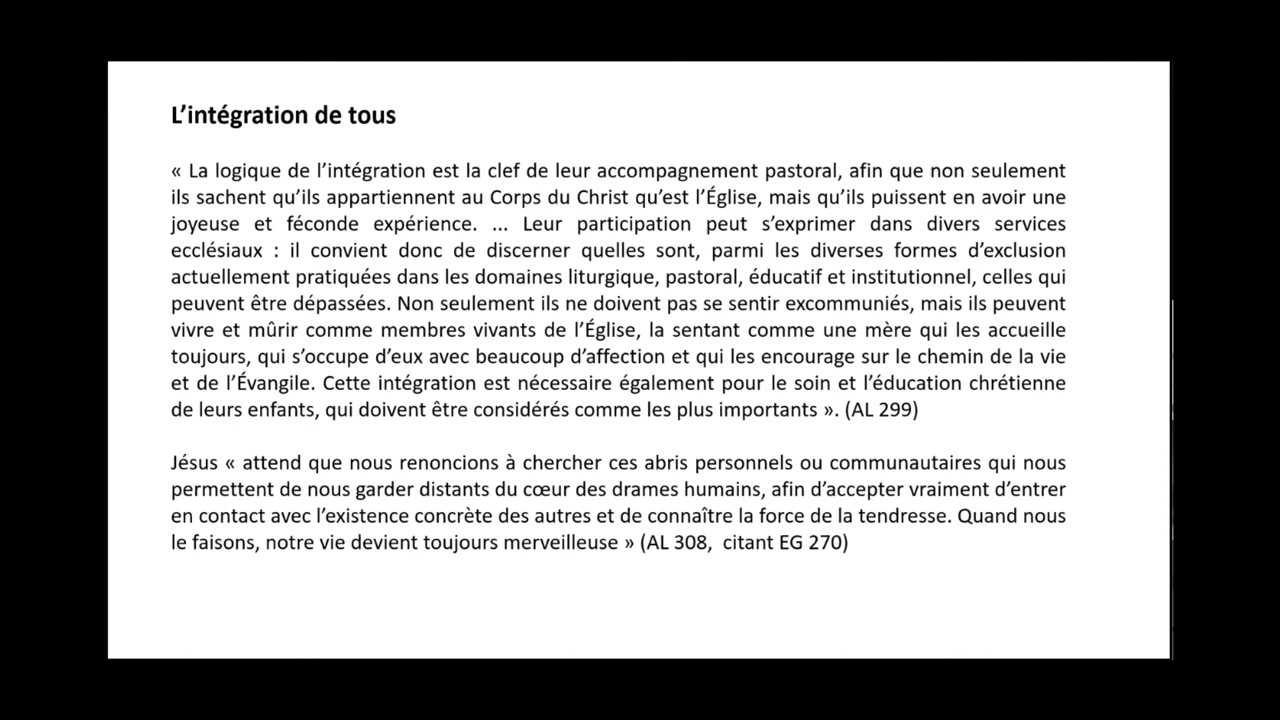 L’intégration de tous
« La logique de l’intégration est la clef de leur accompagnement pastoral, afin que non seulement
ils sachent qu’ils appartiennent au Corps du Christ qu’est l’Église, mais qu’ils puissent en avoir une
joyeuse et féconde expérience. ... Leur participation peut s’exprimer dans divers services
ecclésiaux : il convient donc de discerner quelles sont, parmi les diverses formes d’exclusion
actuellement pratiquées dans les domaines liturgique, pastoral, éducatif et institutionnel, celles qui
peuvent être dépassées. Non seulement ils ne doivent pas se sentir excommuniés, mais ils peuvent
vivre et mûrir comme membres vivants de l’Église, la sentant comme une mère qui les accueille
toujours, qui s’occupe d’eux avec beaucoup d’affection et qui les encourage sur le chemin de la vie
et de l’Évangile. Cette intégration est nécessaire également pour le soin et l’éducation chrétienne
de leurs enfants, qui doivent être considérés comme les plus importants ». (AL 299)
Jésus « attend que nous renoncions à chercher ces abris personnels ou communautaires qui nous
permettent de nous garder distants du cœur des drames humains, afin d’accepter vraiment d’entrer
en contact avec l’existence concrète des autres et de connaître la force de la tendresse. Quand nous
le faisons, notre vie devient toujours merveilleuse » (AL 308, citant EG 270)